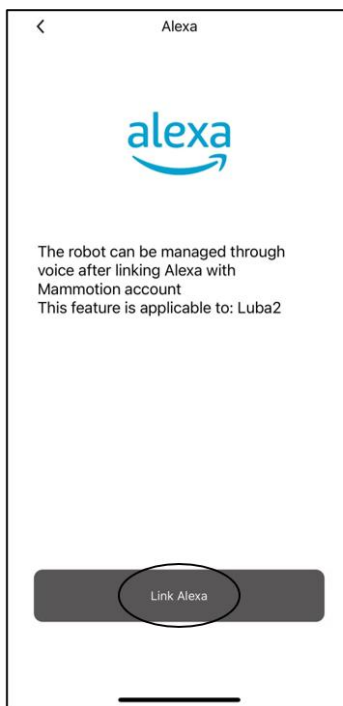 Alexa
alexa
The robot can be managed through
voice after linking Alexa with
Mammotion account
This feature is applicable to: Luba2
Link Alexa